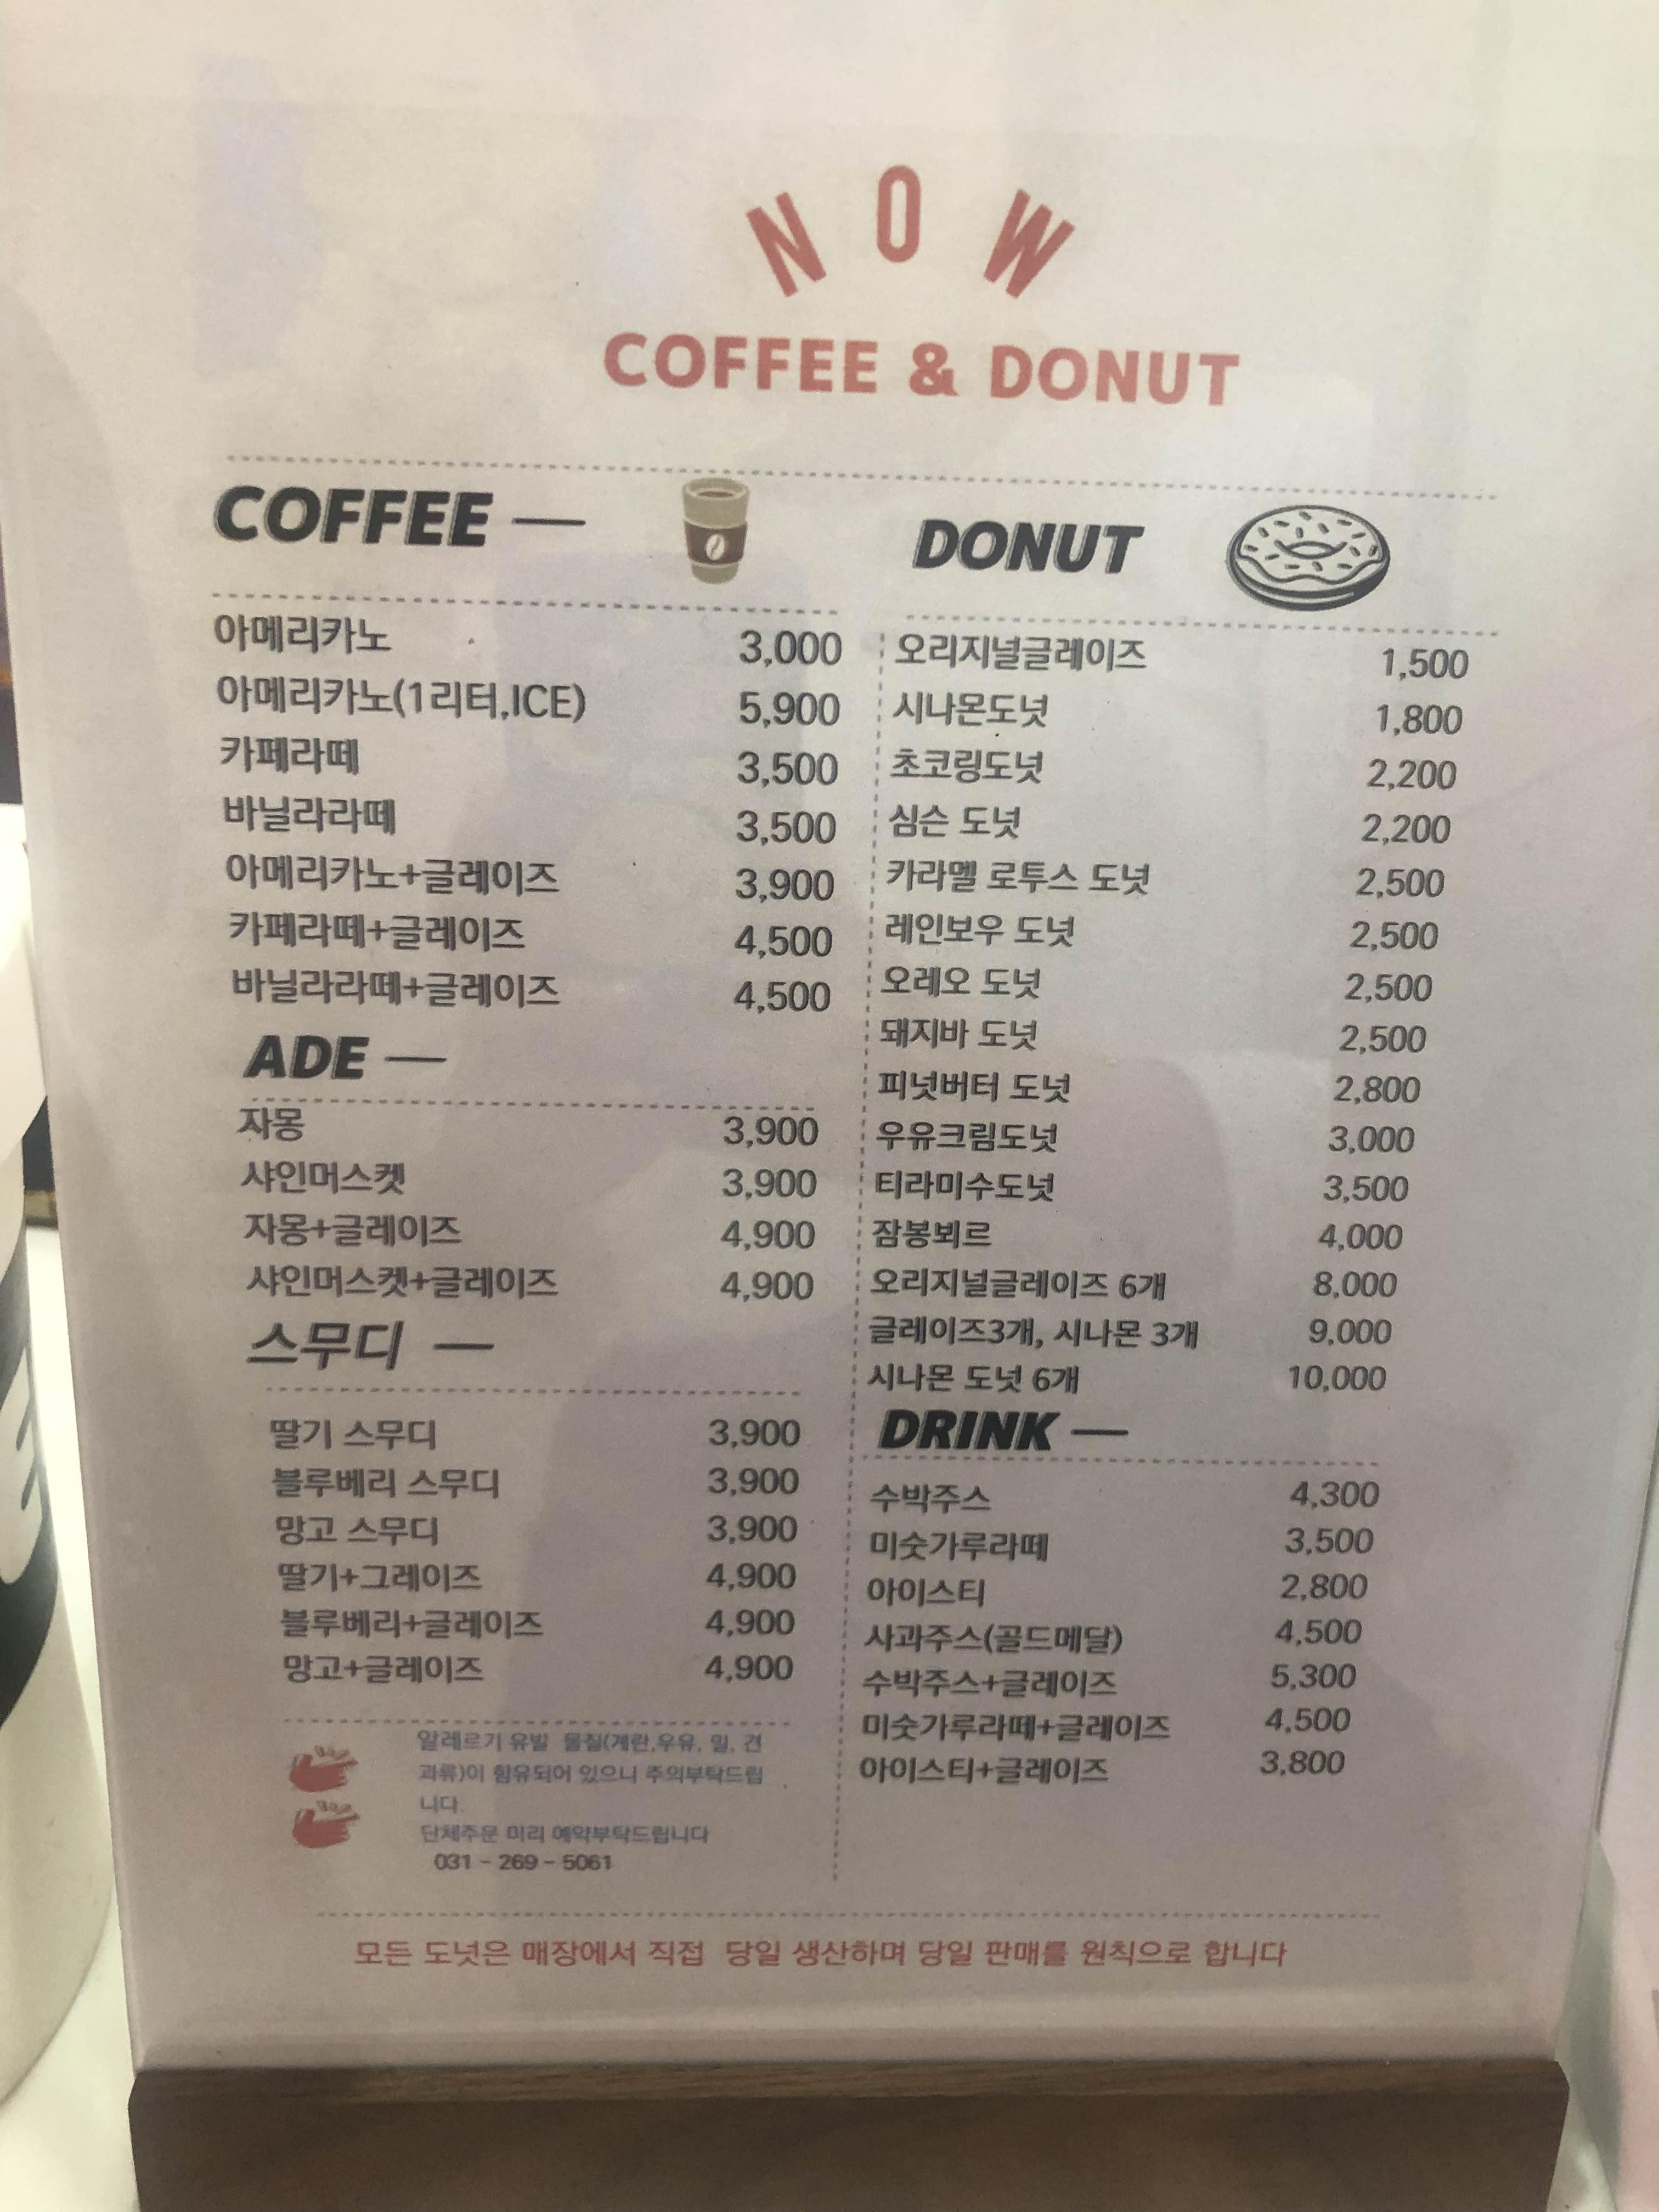 NOW
COFFEE & DONUT
COFFEE —
아메리카노 3,000
아메리카노(1리터,ICE) 5,900
카페라떼 3,500
바닐라라떼 3,500
아메리카노+글레이즈 3,900
카페라떼+글레이즈 4,500
바닐라라떼+글레이즈 4,500
ADE —
자몽 3,900
샤인머스켓 3,900
자몽+글레이즈 4,900
샤인머스켓+글레이즈 4,900
스무디 —
딸기 스무디 3,900
블루베리 스무디 3,900
망고 스무디 3,900
딸기+그레이즈 4,900
블루베리+글레이즈 4,900
망고+글레이즈 4,900
알레르기 유발 물질(계란,우유, 밀, 견
과류)이 함유되어 있으니 주의부탁드립
니다.
단체주문 미리 예약부탁드립니다
031 - 269 - 5061
DONUT
오리지널글레이즈 1,500
시나몬도넛 1,800
초코링도넛 2,200
심슨 도넛 2,200
카라멜 로투스 도넛 2,500
레인보우 도넛 2,500
오레오 도넛 2,500
돼지바 도넛 2,500
피넛버터 도넛 2,800
우유크림도넛 3,000
티라미수도넛 3,500
잠봉뵈르 4,000
오리지널글레이즈 6개 8,000
글레이즈3개, 시나몬 3개 9,000
시나몬 도넛 6개 10,000
DRINK —
수박주스 4,300
미숫가루라떼 3,500
아이스티 2,800
사과주스(골드메달) 4,500
수박주스+글레이즈 5,300
미숫가루라떼+글레이즈 4,500
아이스티+글레이즈 3,800
모든 도넛은 매장에서 직접 당일 생산하며 당일 판매를 원칙으로 합니다